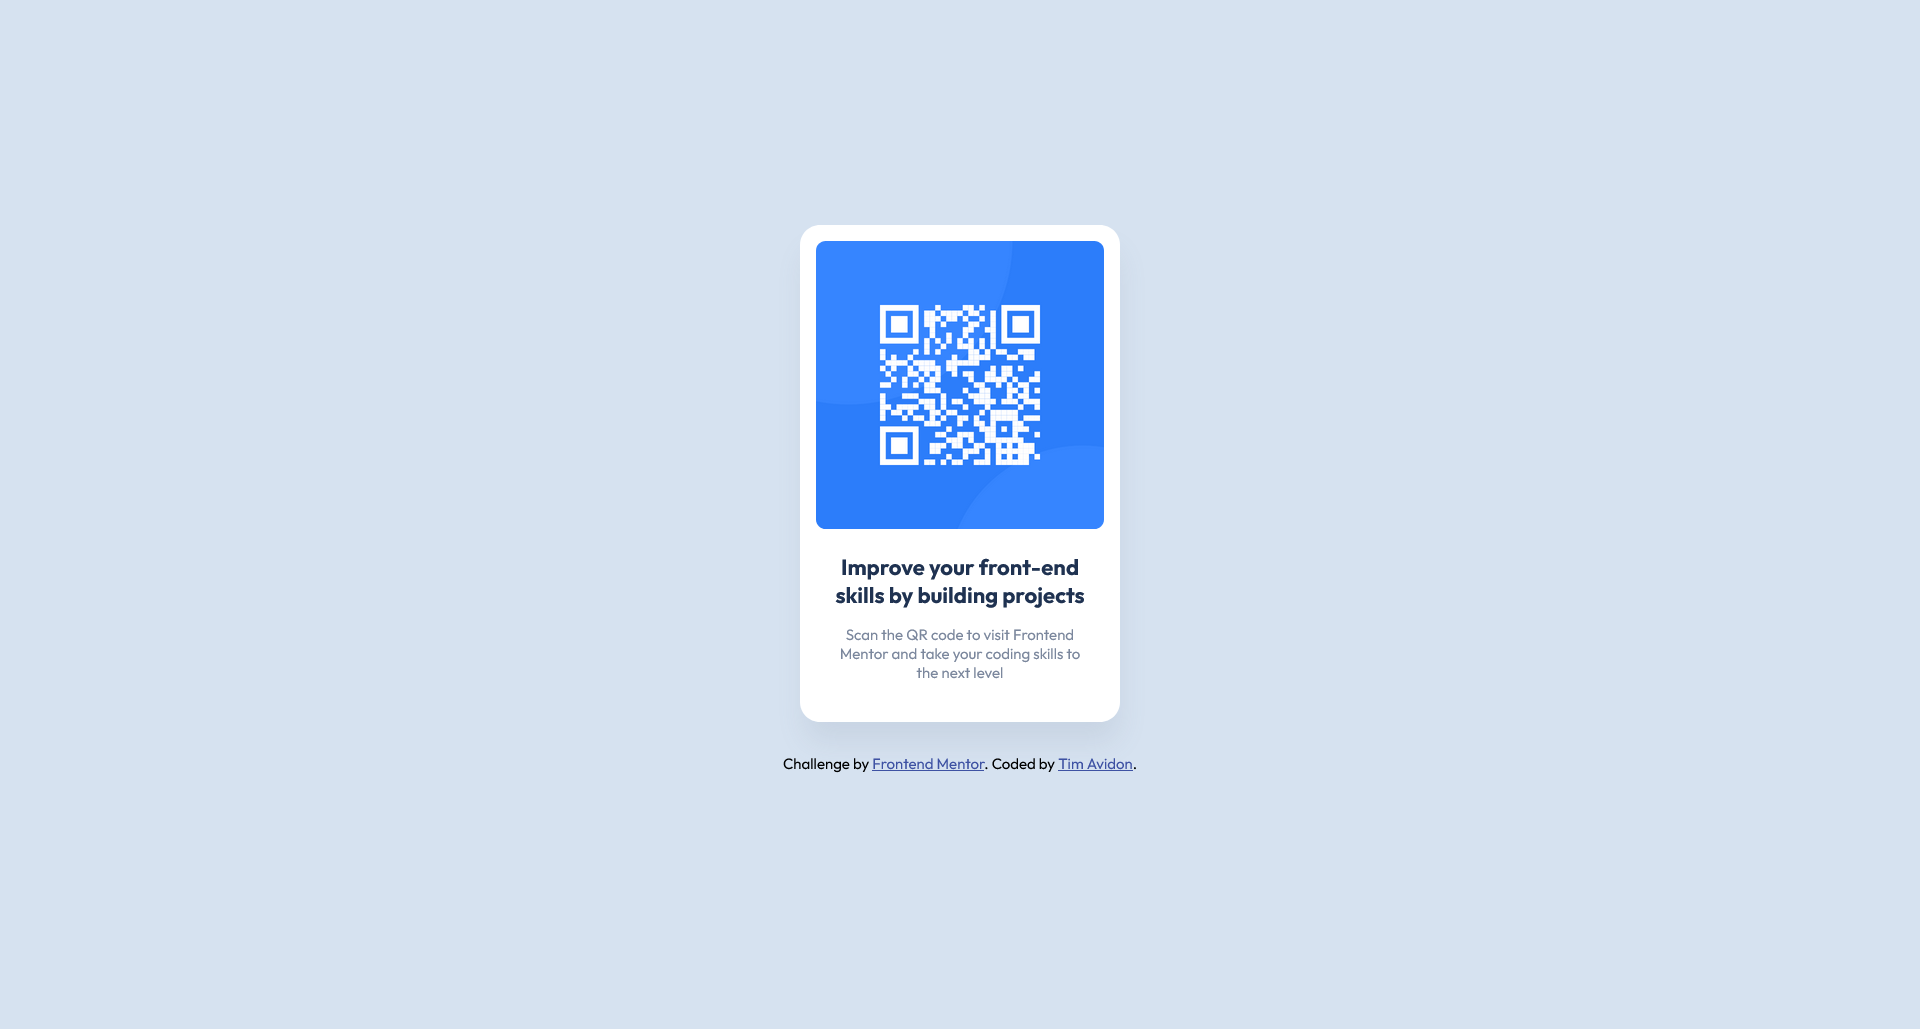 Improve your front-end
skills by building projects
Scan the QR code to visit Frontend
Mentor and take your coding skills to
the next level
Challenge by Frontend Mentor. Coded by Tim Avidon.